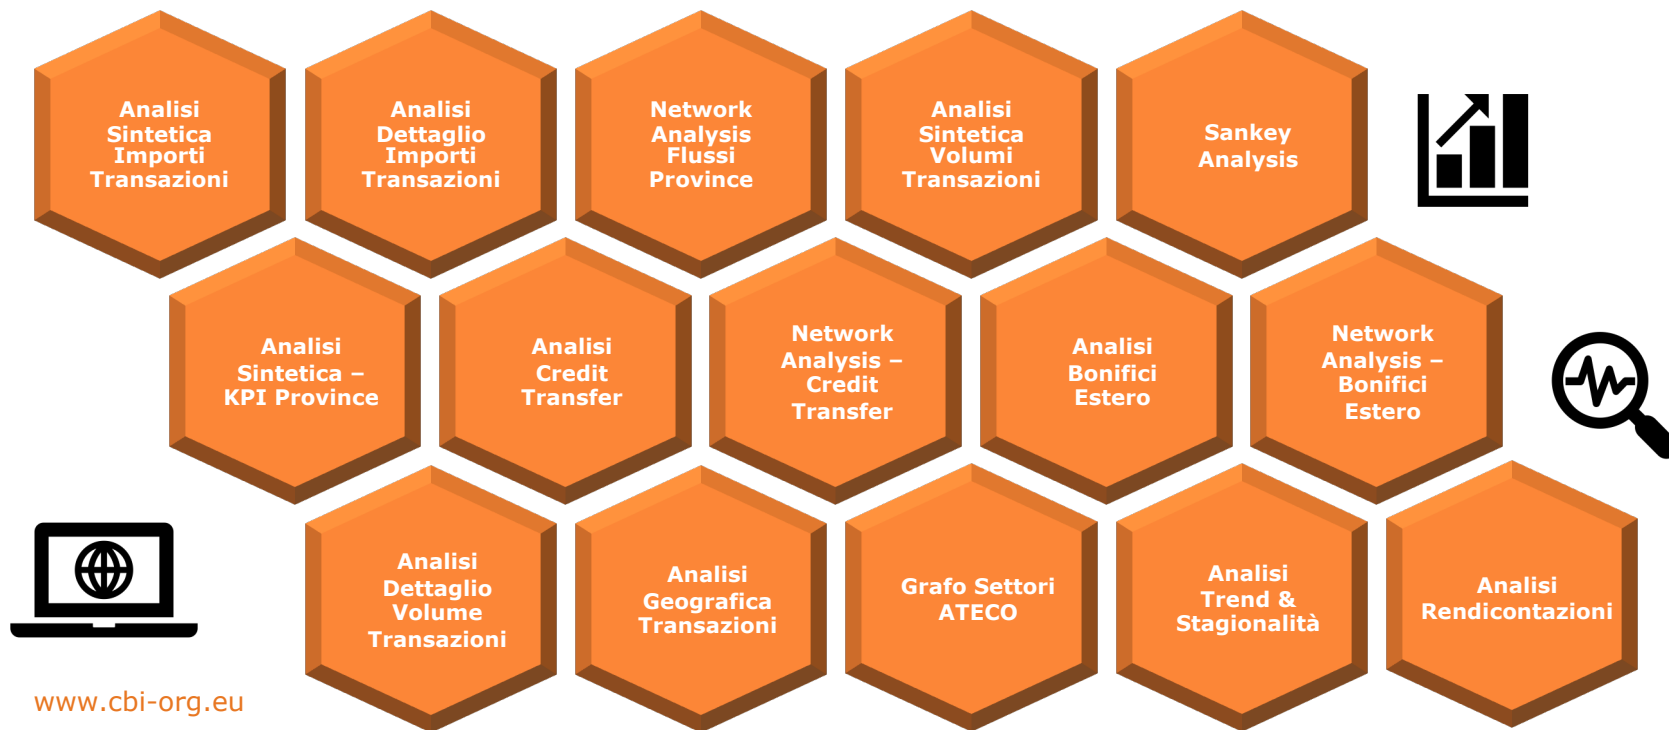 Analisi
Sintetica
Importi
Transazioni
Analisi
Dettaglio
Importi
Transazioni
Network
Analysis
Flussi
Province
Analisi
Sintetica
Volumi
Transazioni
Sankey
Analysis
Analisi
Sintetica –
KPI Province
Analisi
Credit
Transfer
Network
Analysis –
Credit
Transfer
Analisi
Bonifici
Estero
Network
Analysis –
Bonifici
Estero
Analisi
Dettaglio
Volume
Transazioni
Analisi
Geografica
Transazioni
Grafo Settori
ATECO
Analisi
Trend &
Stagionalità
Analisi
Rendicontazioni
www.cbi-org.eu